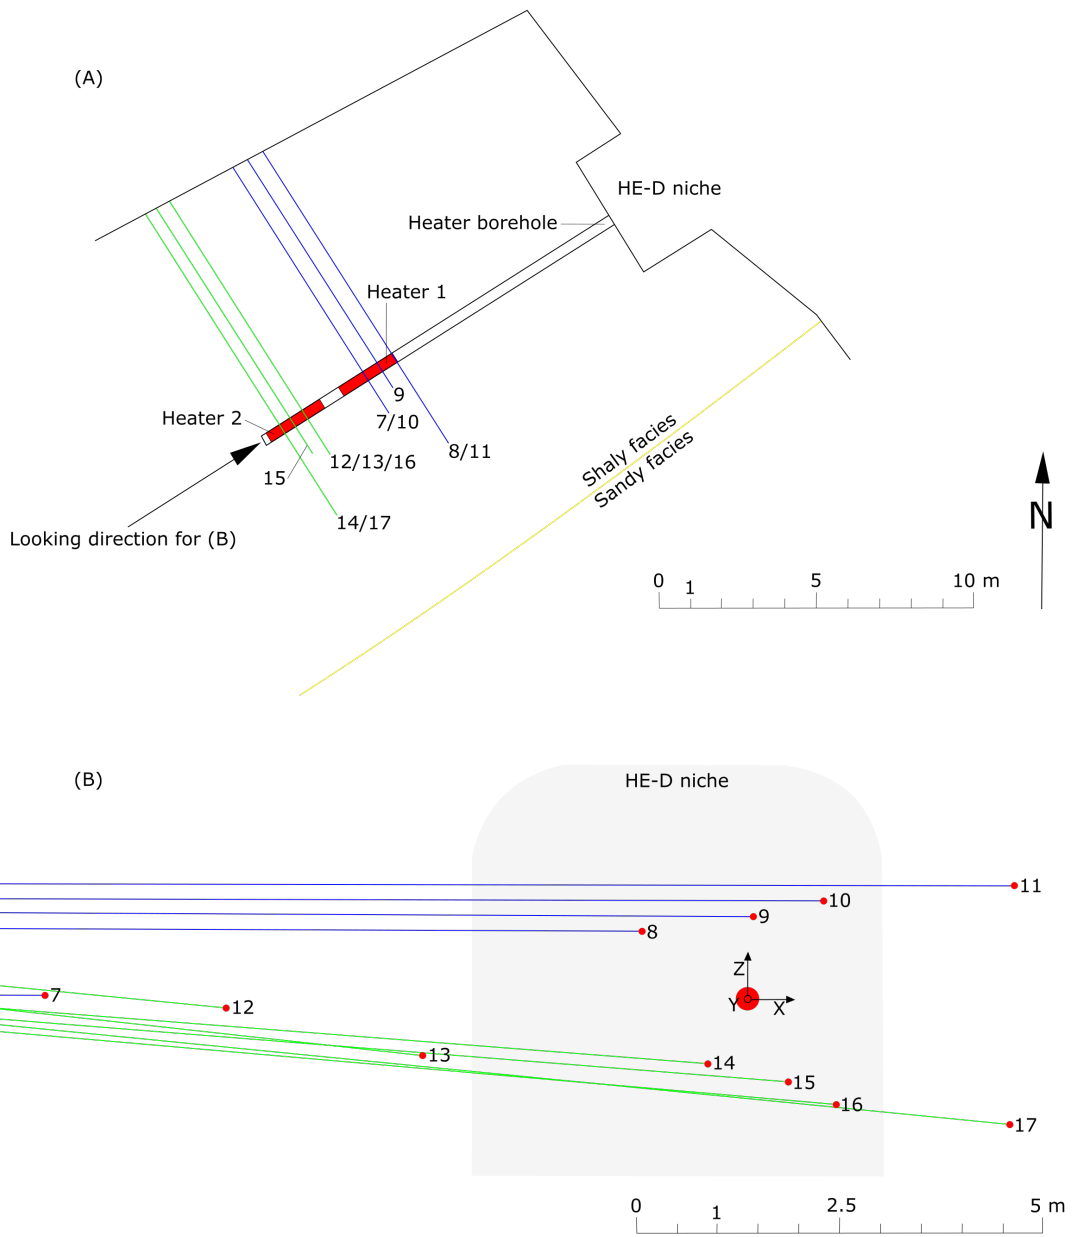 (A)
HE-D niche
Heater borehole
Heater 1
9
7/10
Heater 2
8/11
12/13/16
15
14/17
Looking direction for (B)
Shaly facies
Sandy facies
N
0 1 5 10 m
(B)
HE-D niche
11
10
9
8
Z
7
Y X
12
13
14
15
16
17
0 1 2.5 5 m